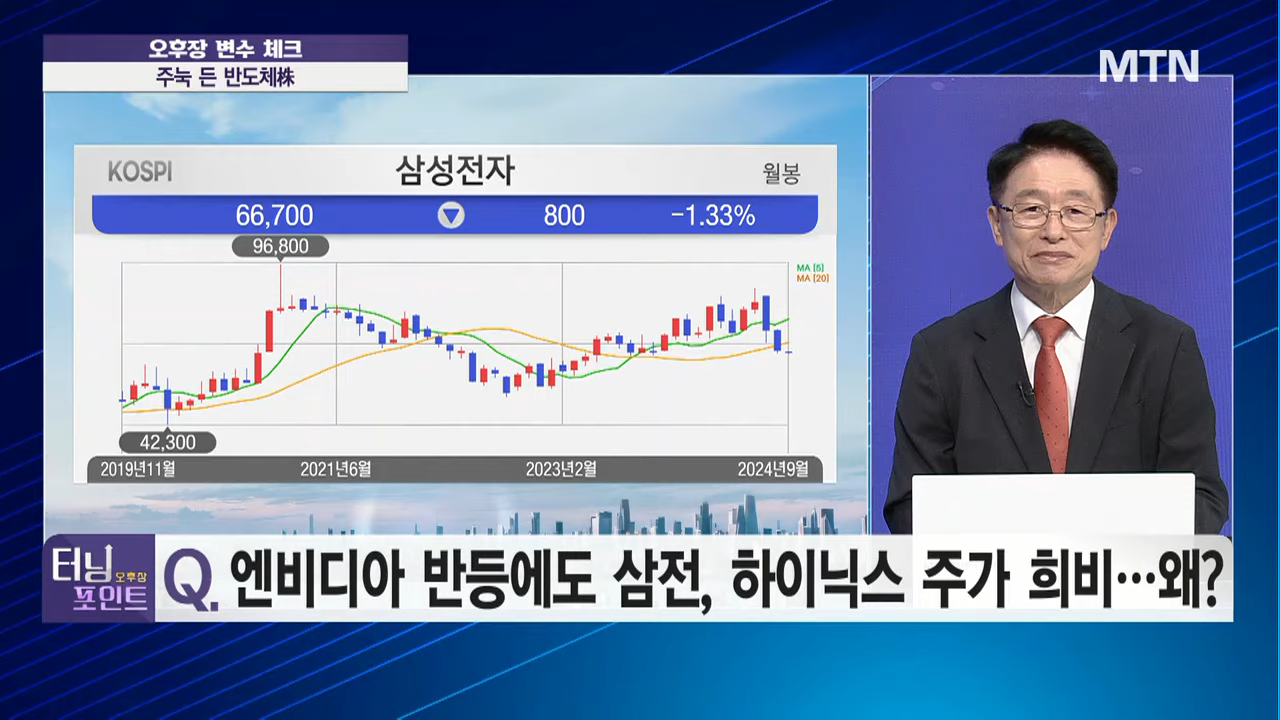 오후장 변수 체크
주눅 든 반도체株
MTN
KOSPI
삼성전자
월봉
66,700 ▼ 800 -1.33%
96,800
MA [5]
MA [20]
42,300
2019년11월 2021년6월 2023년2월 2024년9월
터닝 오후장
포인트
Q. 엔비디아 반등에도 삼전, 하이닉스 주가 희비…왜?